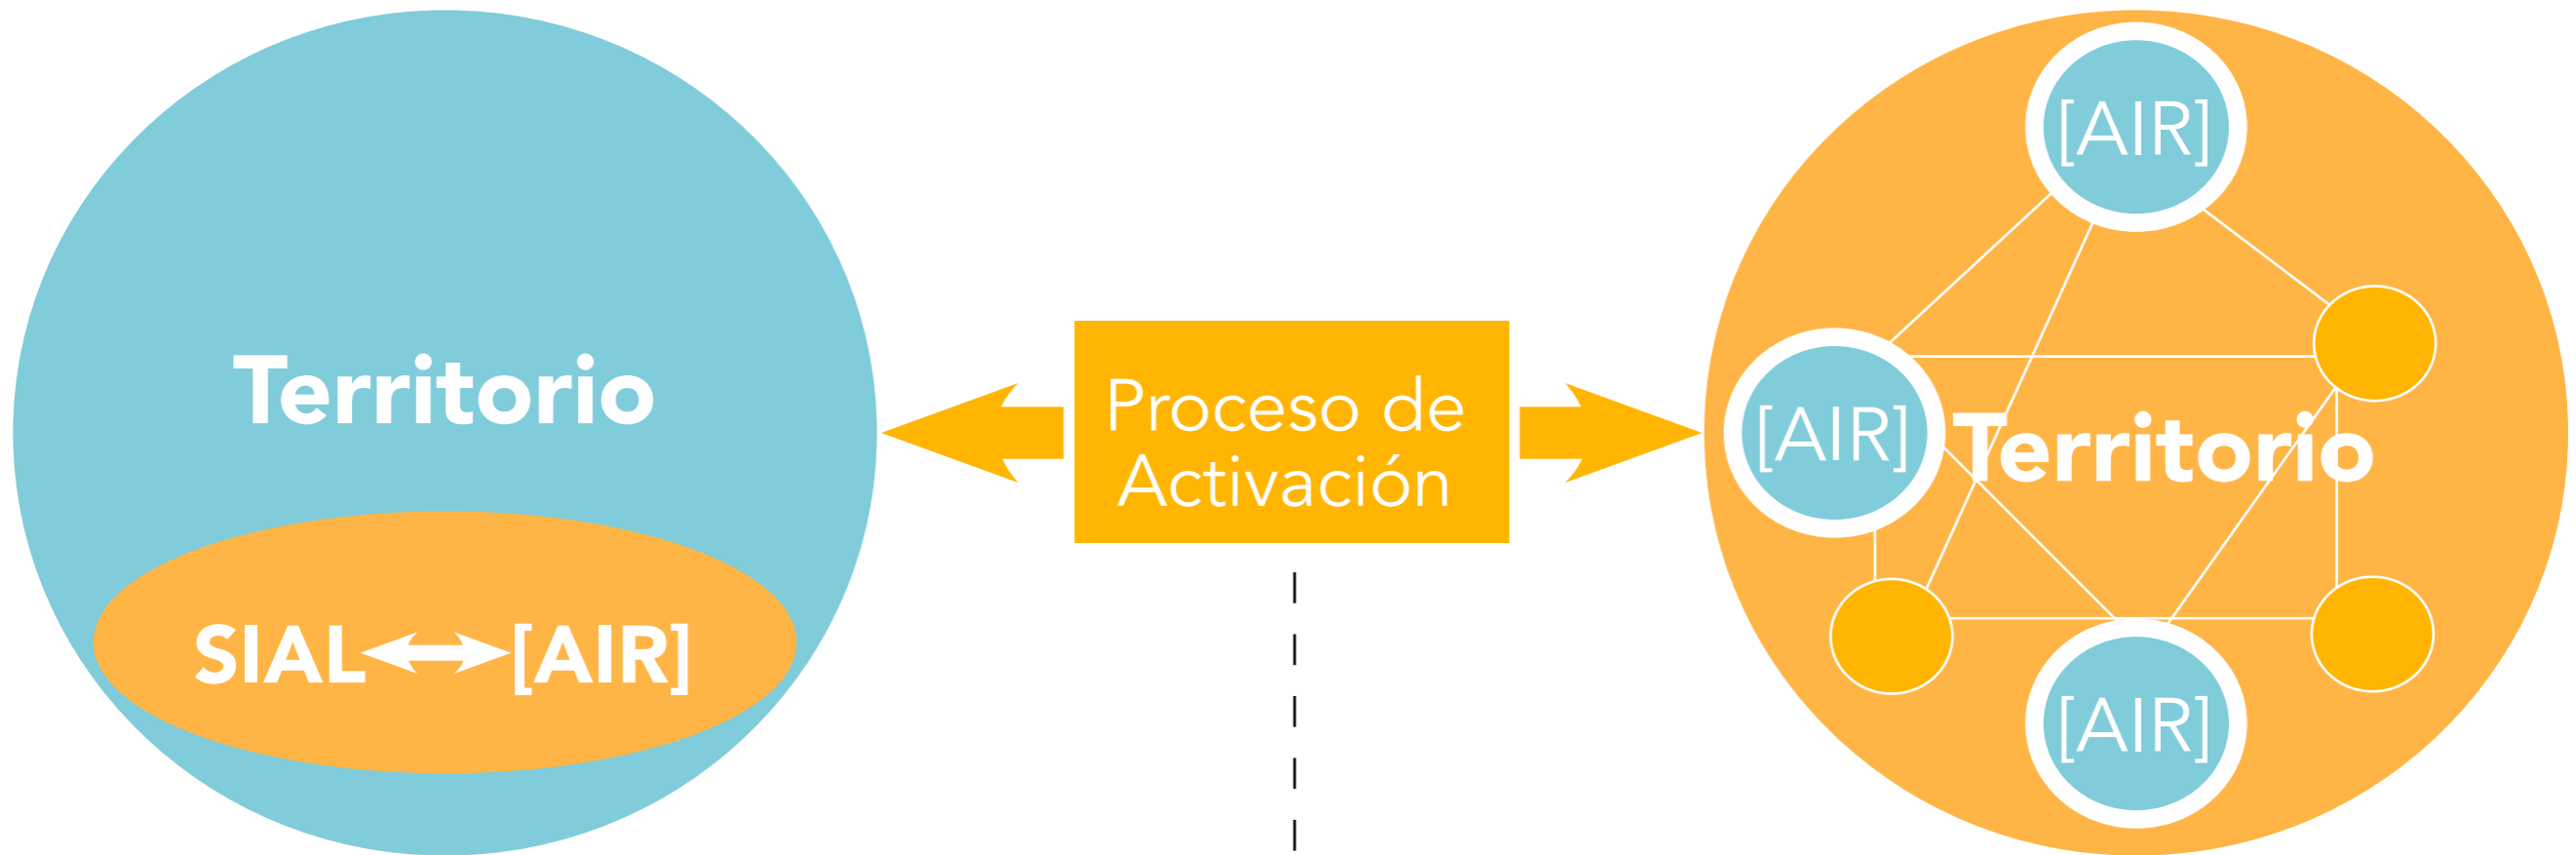 Territorio
SIAL
[AIR]
Proceso de
Activación
[AIR]
[AIR]
Territorio
[AIR]